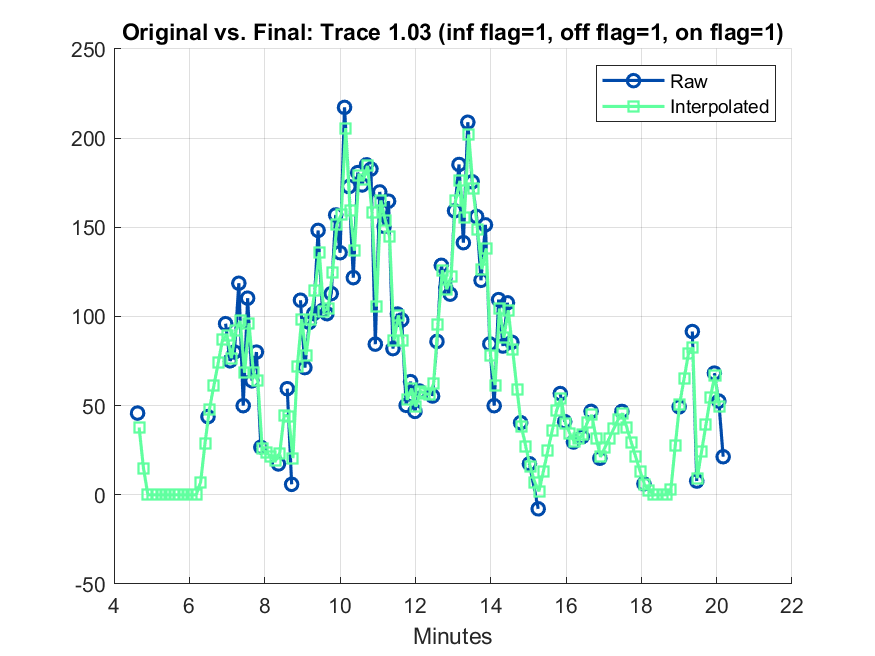 Original vs. Final: Trace 1.03 (inf flag=1, off flag=1, on flag=1)
250
200
150
100
50
0
-50
Raw
Interpolated
4 6 8 10 12 14 16 18 20 22
Minutes